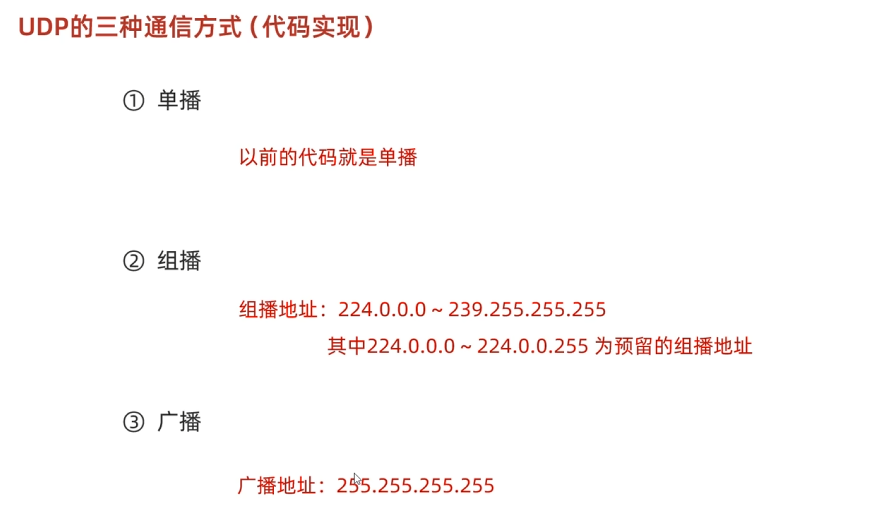 UDP的三种通信方式(代码实现)
① 单播
以前的代码就是单播
② 组播
组播地址：224.0.0.0 ~ 239.255.255.255
其中224.0.0.0 ~ 224.0.0.255 为预留的组播地址
③ 广播
广播地址：255.255.255.255